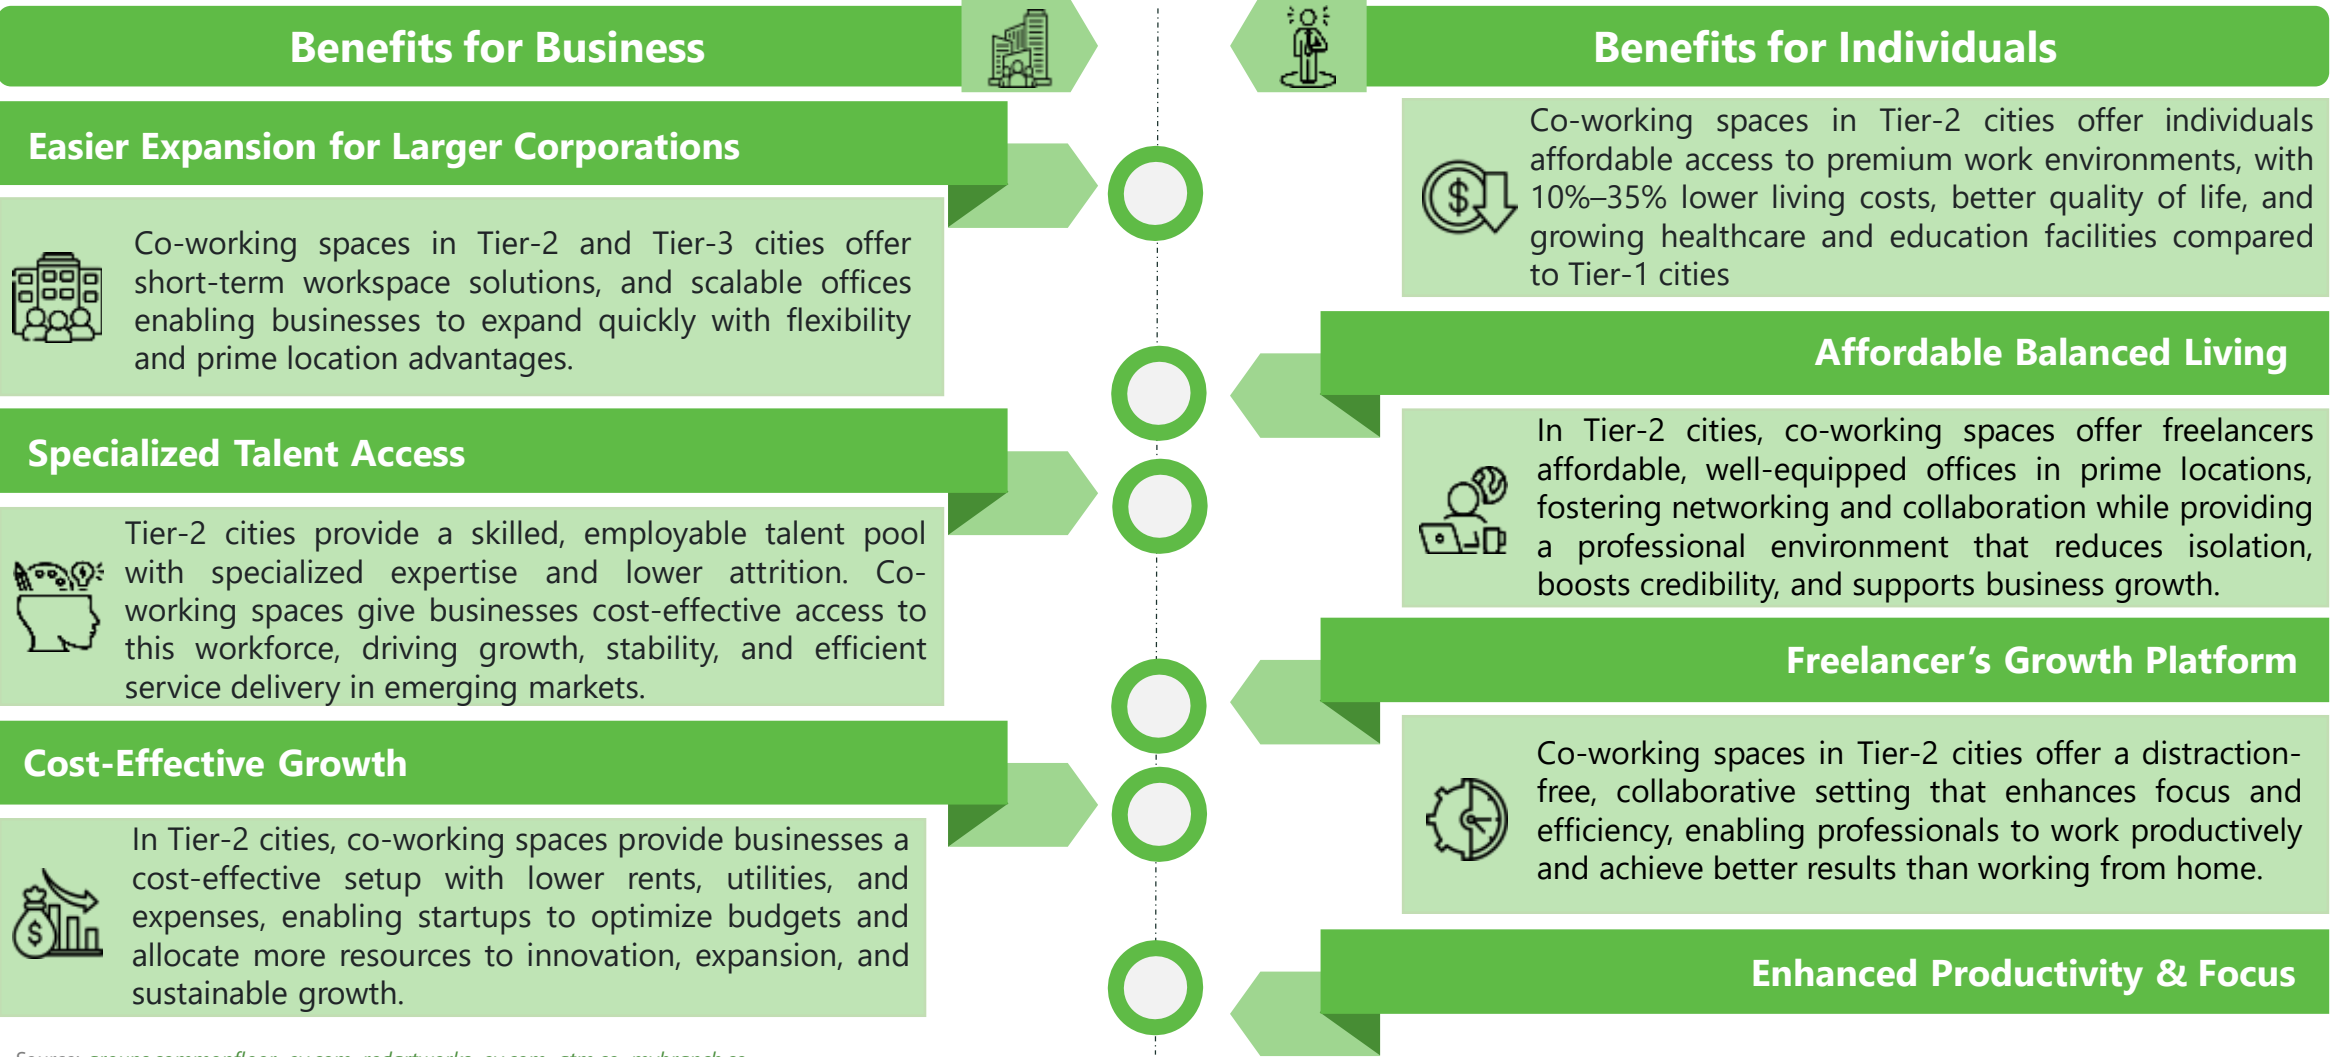 Benefits for Business
Easier Expansion for Larger Corporations
Co-working spaces in Tier-2 and Tier-3 cities offer
short-term workspace solutions, and scalable offices
enabling businesses to expand quickly with flexibility
and prime location advantages.
Specialized Talent Access
Tier-2 cities provide a skilled, employable talent pool
with specialized expertise and lower attrition. Co-
working spaces give businesses cost-effective access to
this workforce, driving growth, stability, and efficient
service delivery in emerging markets.
Cost-Effective Growth
In Tier-2 cities, co-working spaces provide businesses a
cost-effective setup with lower rents, utilities, and
expenses, enabling startups to optimize budgets and
allocate more resources to innovation, expansion, and
sustainable growth.
Benefits for Individuals
Co-working spaces in Tier-2 cities offer individuals
affordable access to premium work environments, with
10%–35% lower living costs, better quality of life, and
growing healthcare and education facilities compared
to Tier-1 cities
Affordable Balanced Living
In Tier-2 cities, co-working spaces offer freelancers
affordable, well-equipped offices in prime locations,
fostering networking and collaboration while providing
a professional environment that reduces isolation,
boosts credibility, and supports business growth.
Freelancer’s Growth Platform
Co-working spaces in Tier-2 cities offer a distraction-
free, collaborative setting that enhances focus and
efficiency, enabling professionals to work productively
and achieve better results than working from home.
Enhanced Productivity & Focus